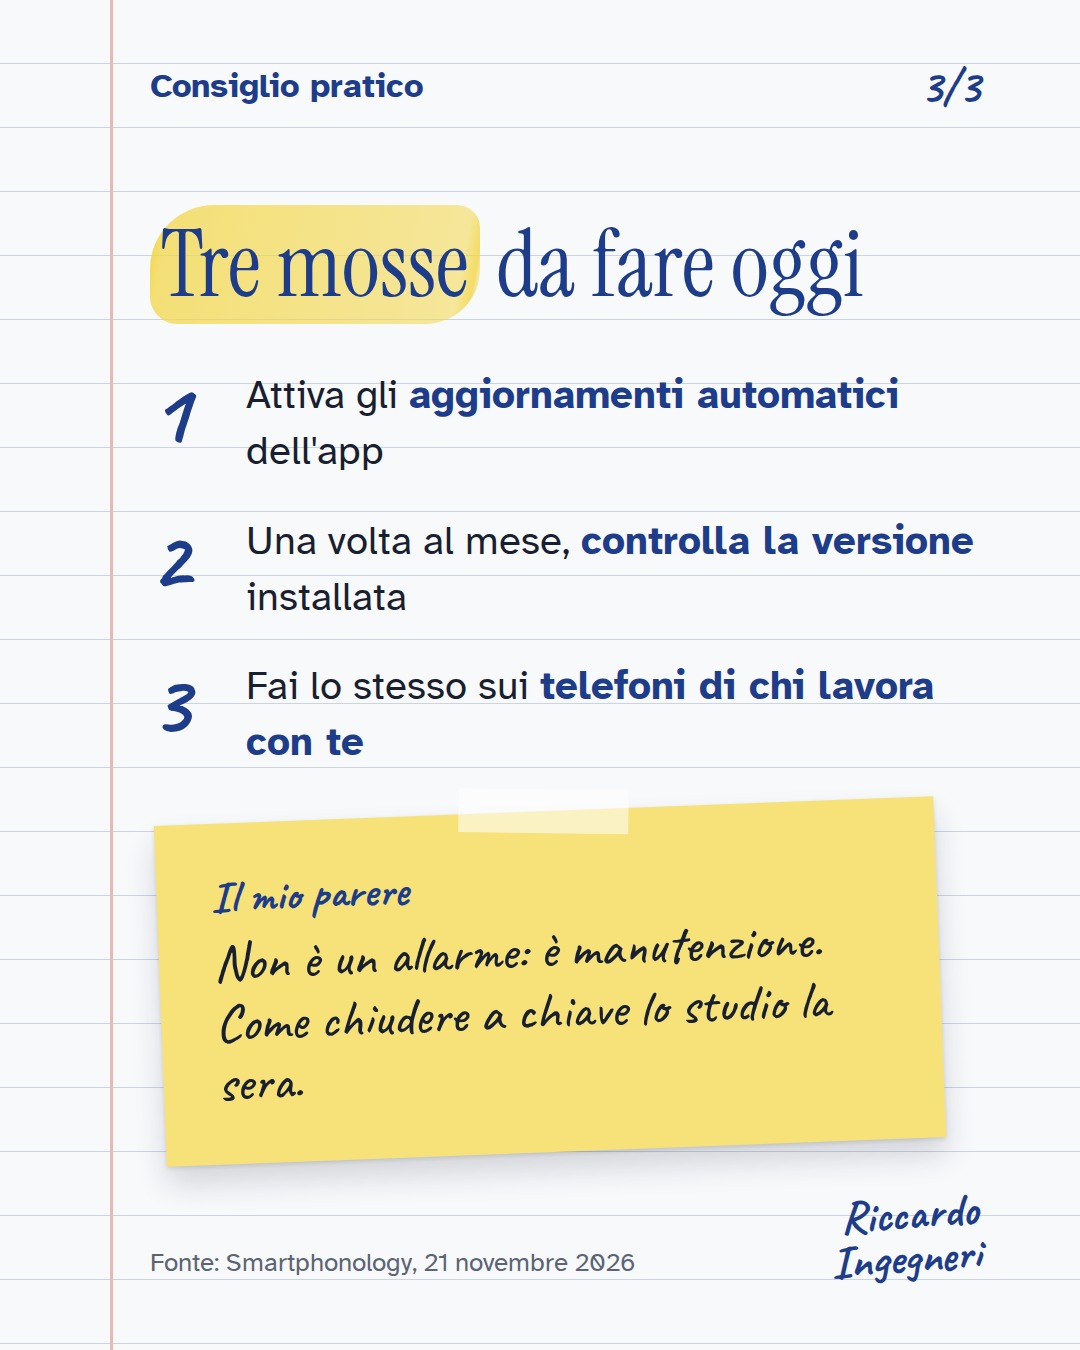 Consiglio pratico
3/3
Tre mosse da fare oggi
1
Attiva gli aggiornamenti automatici
dell'app
2
Una volta al mese, controlla la versione
installata
3
Fai lo stesso sui telefoni di chi lavora
con te
Il mio parere
Non è un allarme: è manutenzione.
Come chiudere a chiave lo studio la
sera.
Riccardo
Ingegneri
Fonte: Smartphonology, 21 novembre 2026